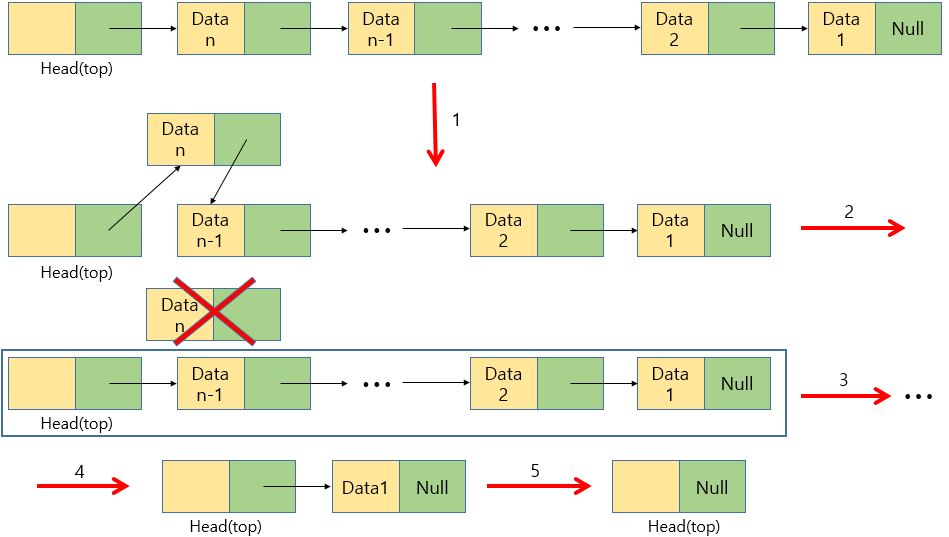 Data
n
Data
n-1
...
Data
2
Data
1
Null
Head(top)
1
Data
n
Data
n-1
...
Data
2
Data
1
Null
2
Head(top)
Data
n
Data
n-1
...
Data
2
Data
1
Null
3
...
Head(top)
4
Data1
Null
5
Null
Head(top)
Head(top)